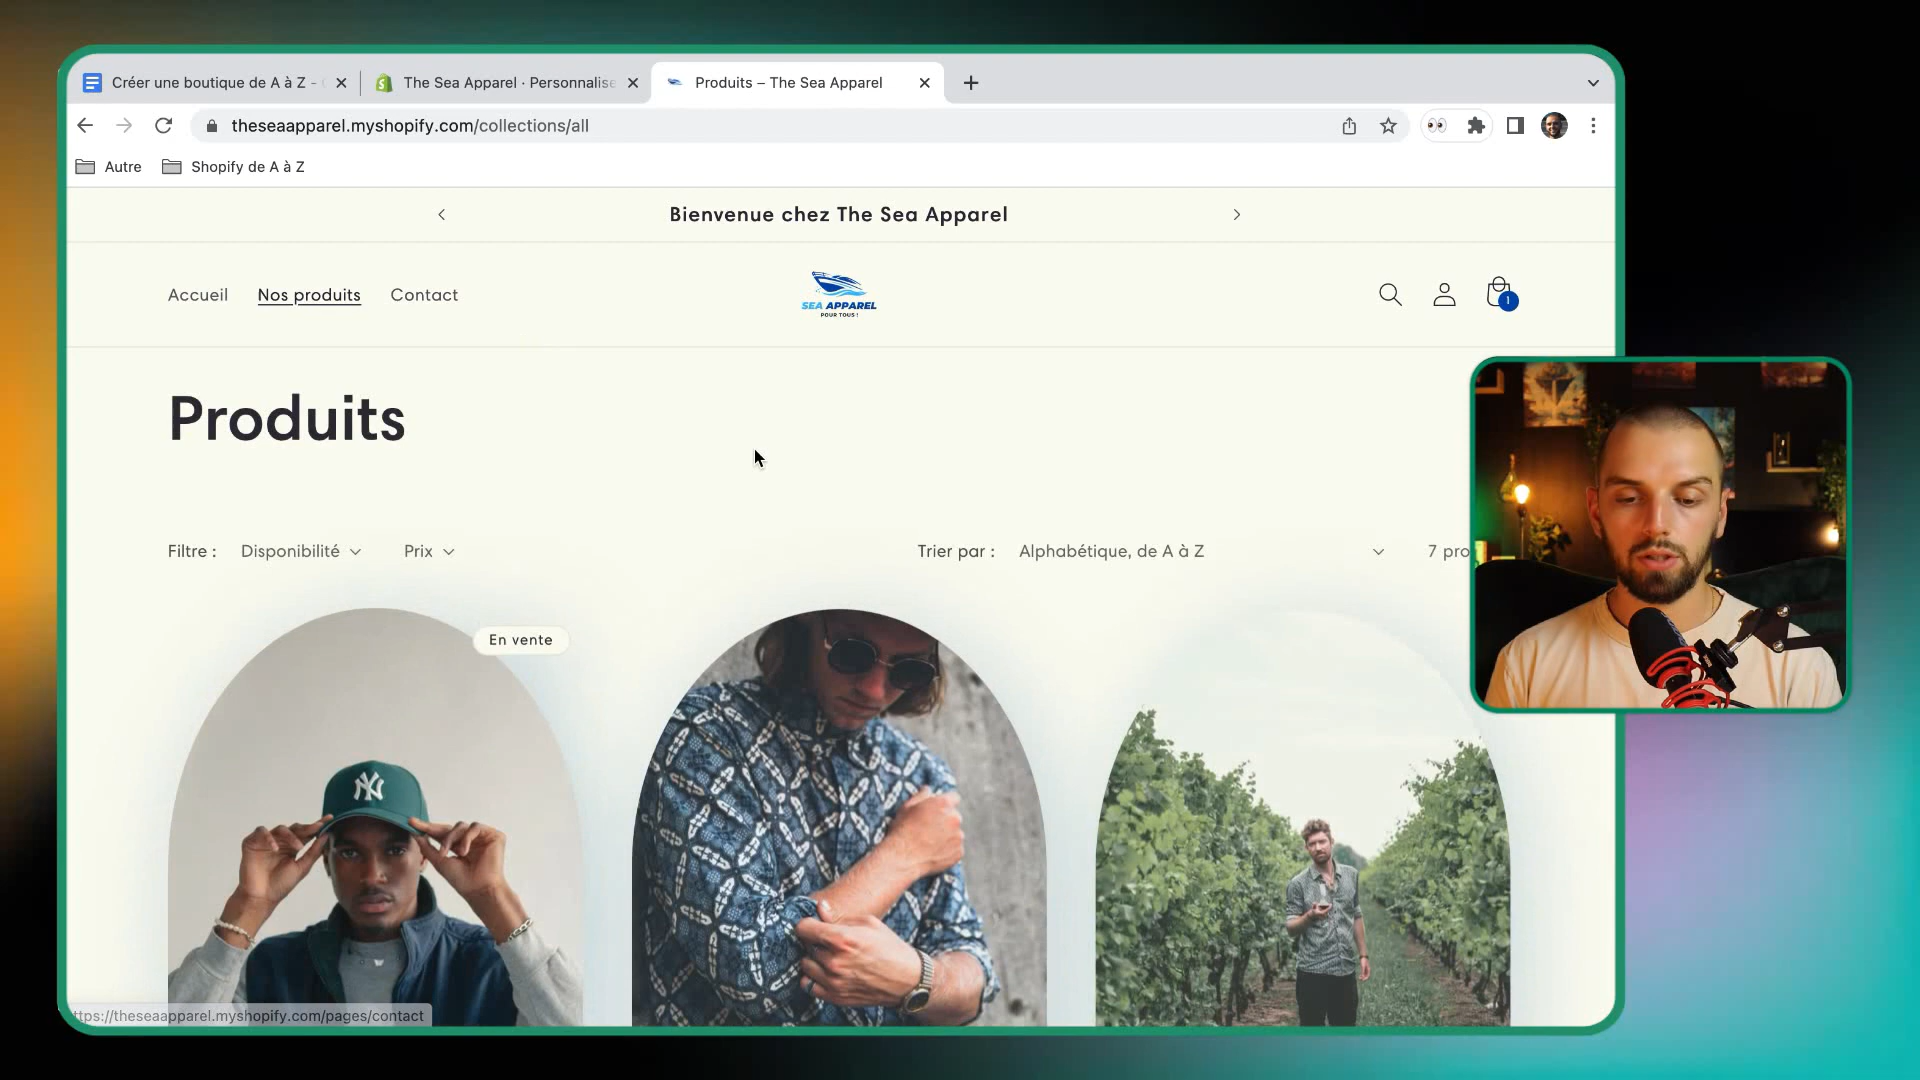 Créer une boutique de A à Z -
The Sea Apparel · Personnalise
Produits – The Sea Apparel
theseaapparel.myshopify.com/collections/all
Autre
Shopify de A à Z
Bienvenue chez The Sea Apparel
Accueil
Nos produits
Contact
SEA APPAREL
POUR TOUS !
1
Produits
Filtre :
Disponibilité
Prix
Trier par :
Alphabétique, de A à Z
7 pro
En vente
NY
ttps://theseaapparel.myshopify.com/pages/contact